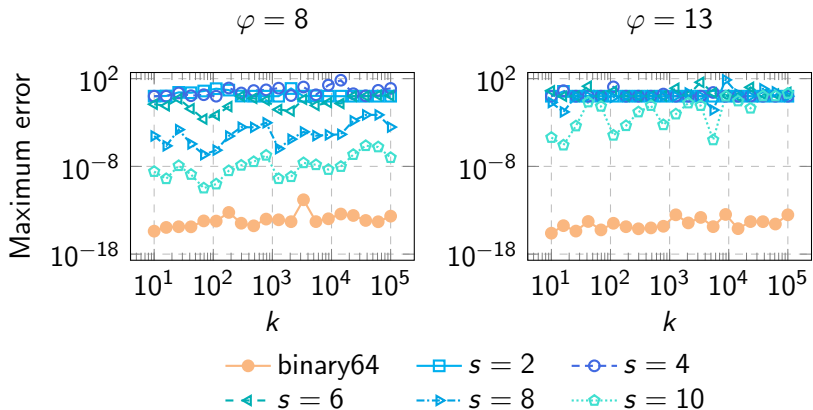 φ = 8
φ = 13
Maximum error
10^2
10^−8
10^−18
10^1 10^2 10^3 10^4 10^5
k
10^2
10^−8
10^−18
10^1 10^2 10^3 10^4 10^5
k
binary64 s = 2 s = 4
s = 6 s = 8 s = 10